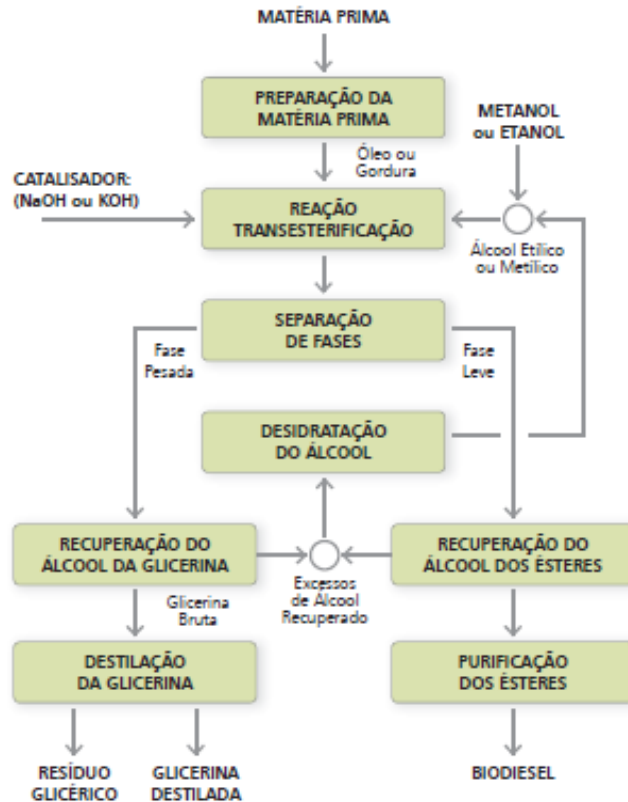 MATÉRIA PRIMA
PREPARAÇÃO DA
MATÉRIA PRIMA
METANOL
ou ETANOL
Óleo ou
Gordura
CATALISADOR:
(NaOH ou KOH)
REAÇÃO
TRANSESTERIFICAÇÃO
Álcool Etílico
ou Metílico
SEPARAÇÃO
DE FASES
Fase
Pesada
Fase
Leve
DESIDRATAÇÃO
DO ÁLCOOL
RECUPERAÇÃO DO
ÁLCOOL DA GLICERINA
RECUPERAÇÃO DO
ÁLCOOL DOS ÉSTERES
Excessos
de Álcool
Recuperado
Glicerina
Bruta
DESTILAÇÃO
DA GLICERINA
PURIFICAÇÃO
DOS ÉSTERES
RESÍDUO
GLICÉRICO
GLICERINA
DESTILADA
BIODIESEL